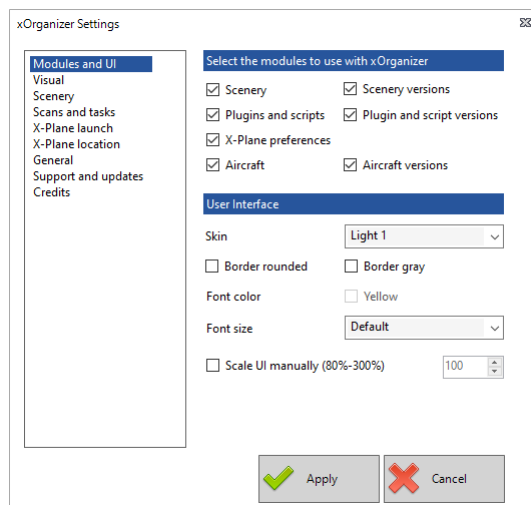 xOrganizer Settings
Modules and UI
Visual
Scenery
Scans and tasks
X-Plane launch
X-Plane location
General
Support and updates
Credits
Select the modules to use with xOrganizer
Scenery
Scenery versions
Plugins and scripts
Plugin and script versions
X-Plane preferences
Aircraft
Aircraft versions
User Interface
Skin
Light 1
Border rounded
Border gray
Font color
Yellow
Font size
Default
Scale UI manually (80%-300%)
100
Apply
Cancel